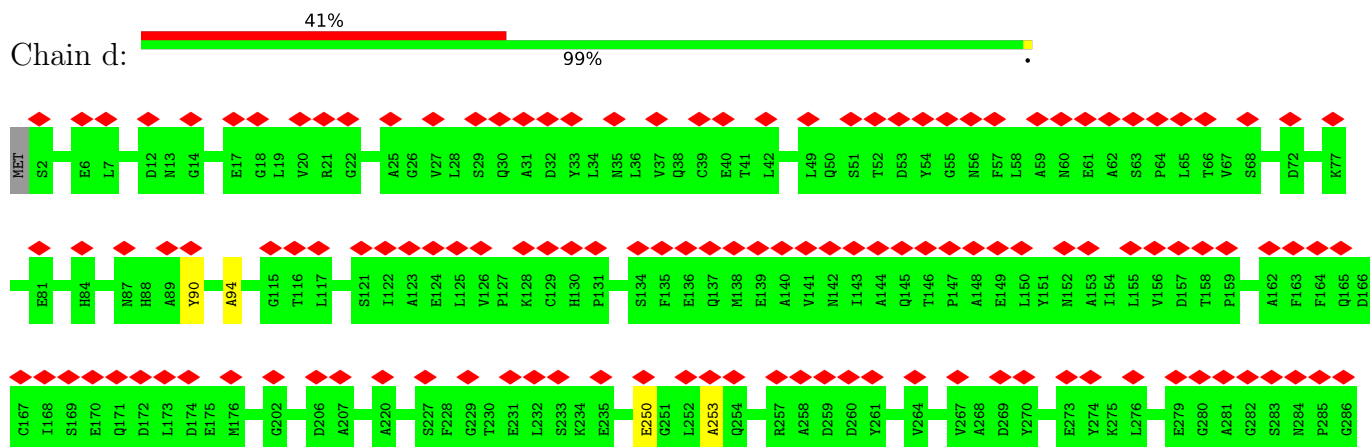 41%
Chain d:
99%
•
MET S2 E6 L7 D12 N13 G14 E17 G18 L19 V20 R21 G22 A25 G26 V27 L28 S29 Q30 A31 D32 Y33 L34 N35 L36 V37 Q38 C39 E40 T41 L42 L49 Q50 S51 T52 D53 Y54 G55 N56 F57 L58 A59 N60 E61 A62 S63 P64 L65 T66 V67 S68 D72 K77
E81 H84 N87 H88 A89 Y90 A94 G115 T116 L117 S121 I122 A123 E124 L125 V126 P127 K128 C129 H130 P131 S134 F135 E136 Q137 M138 E139 A140 V141 N142 I143 A144 Q145 T146 P147 A148 E149 L150 Y151 N152 A153 I154 L155 V156 D157 T158 P159 A162 F163 F164 Q165 D166
C167 I168 S169 E170 Q171 D172 L173 D174 E175 M176 G202 D206 A207 A220 S227 F228 G229 T230 E231 L232 S233 K234 E235 E250 G251 L252 A253 Q254 R257 A258 D259 D260 Y261 V264 V267 A268 D269 Y270 E273 Y274 K275 L276 E279 G280 A281 G282 S283 N284 P285 G286